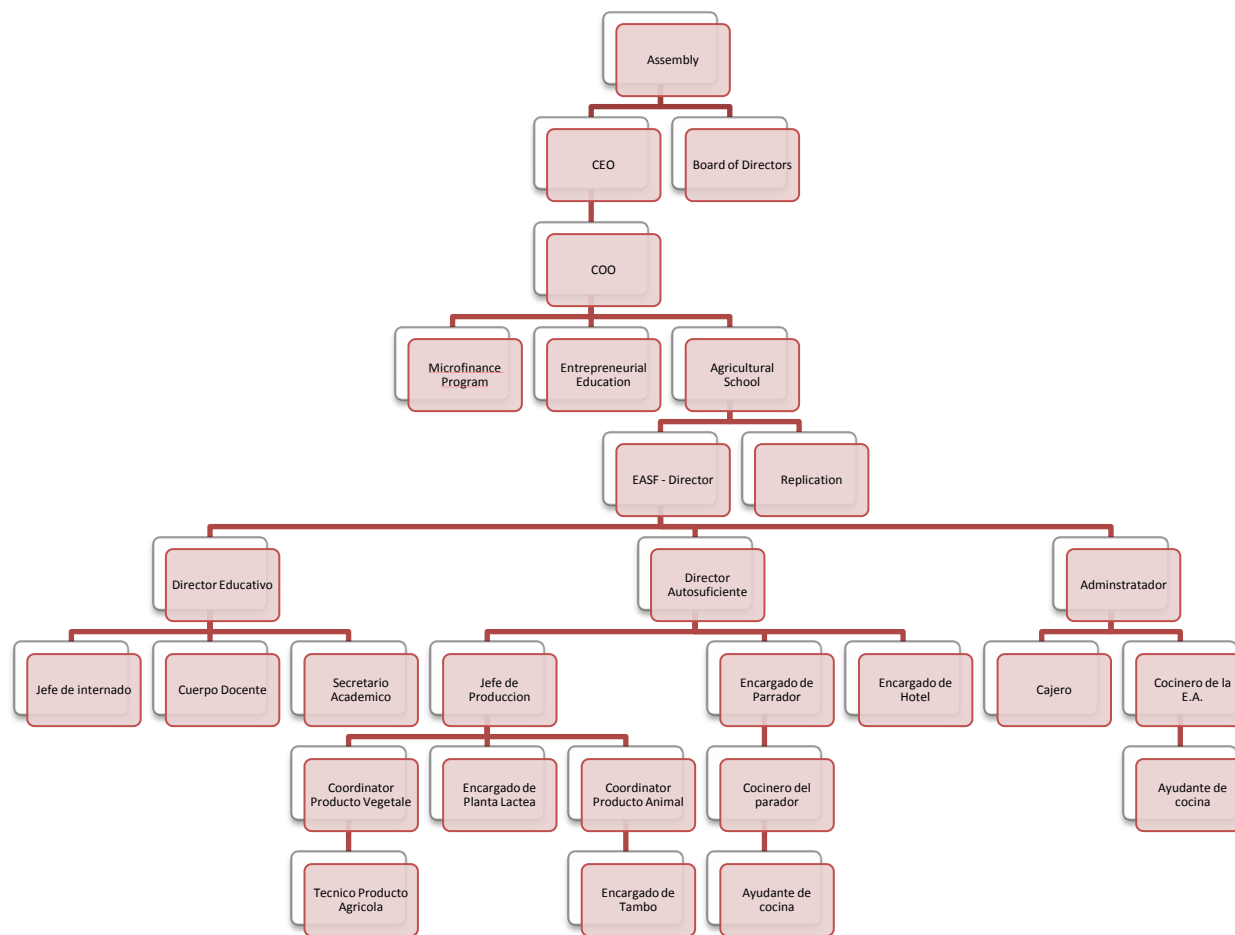 Assembly
CEO
Board of Directors
COO
Microfinance
Program
Entrepreneurial
Education
Agricultural
School
EASF - Director
Replication
Director Educativo
Director
Autosuficiente
Adminstratador
Jefe de internado
Cuerpo Docente
Secretario
Academico
Jefe de
Produccion
Encargado de
Parrador
Encargado de
Hotel
Cajero
Cocinero de la
E.A.
Coordinator
Producto Vegetale
Encargado de
Planta Lactea
Coordinator
Producto Animal
Cocinero del
parador
Ayudante de
cocina
Tecnico Producto
Agricola
Encargado de
Tambo
Ayudante de
cocina